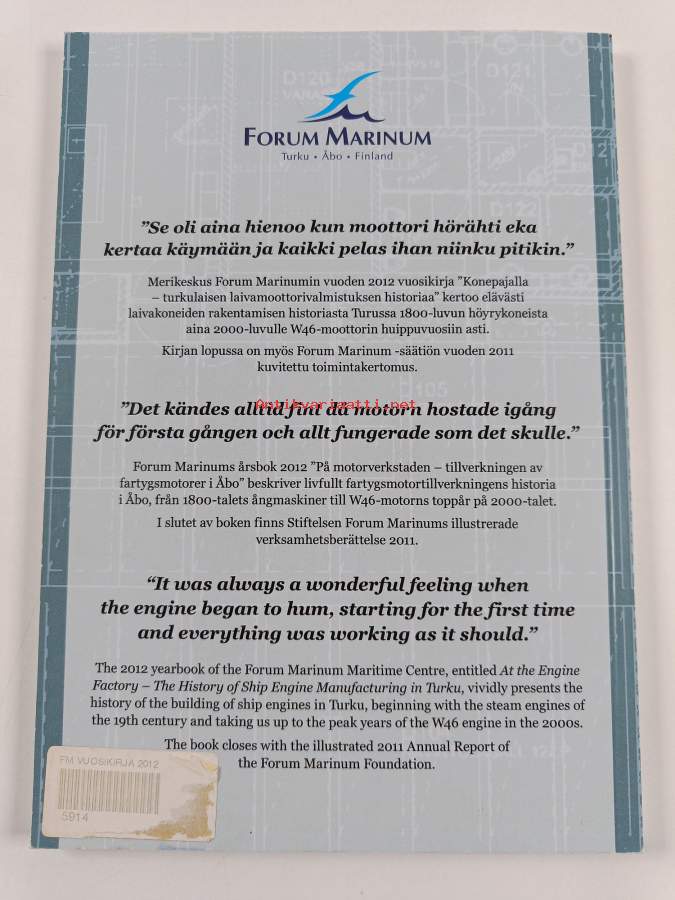 D120
VARA
D121
FORUM MARINUM
Turku • Åbo • Finland
"Se oli aina hienoo kun moottori hörähti eka
kertaa käymään ja kaikki pelas ihan niinku pitikin."
Merikeskus Forum Marinumin vuoden 2012 vuosikirja "Konepajalla
– turkulaisen laivamoottorivalmistuksen historiaa" kertoo elävästi
laivakoneiden rakentamisen historiasta Turussa 1800-luvun höyrykoneista
aina 2000-luvulle W46-moottorin huippuvuosiin asti.
Kirjan lopussa on myös Forum Marinum -säätiön vuoden 2011
kuvitettu toimintakertomus.
Antikvariaatti.net
"Det kändes alltid fint då motorn hostade igång
för första gången och allt fungerade som det skulle."
Forum Marinums årsbok 2012 "På motorverkstaden – tillverkningen av
fartygsmotorer i Åbo" beskriver livfullt fartygsmotortillverkningens historia
i Åbo, från 1800-talets ångmaskiner till W46-motorns toppår på 2000-talet.
I slutet av boken finns Stiftelsen Forum Marinums illustrerade
verksamhetsberättelse 2011.
"It was always a wonderful feeling when
the engine began to hum, starting for the first time
and everything was working as it should."
The 2012 yearbook of the Forum Marinum Maritime Centre, entitled At the Engine
Factory – The History of Ship Engine Manufacturing in Turku, vividly presents the
history of the building of ship engines in Turku, beginning with the steam engines of
the 19th century and taking us up to the peak years of the W46 engine in the 2000s.
The book closes with the illustrated 2011 Annual Report of
the Forum Marinum Foundation.
FM VUOSIKIRJA 2012
5914